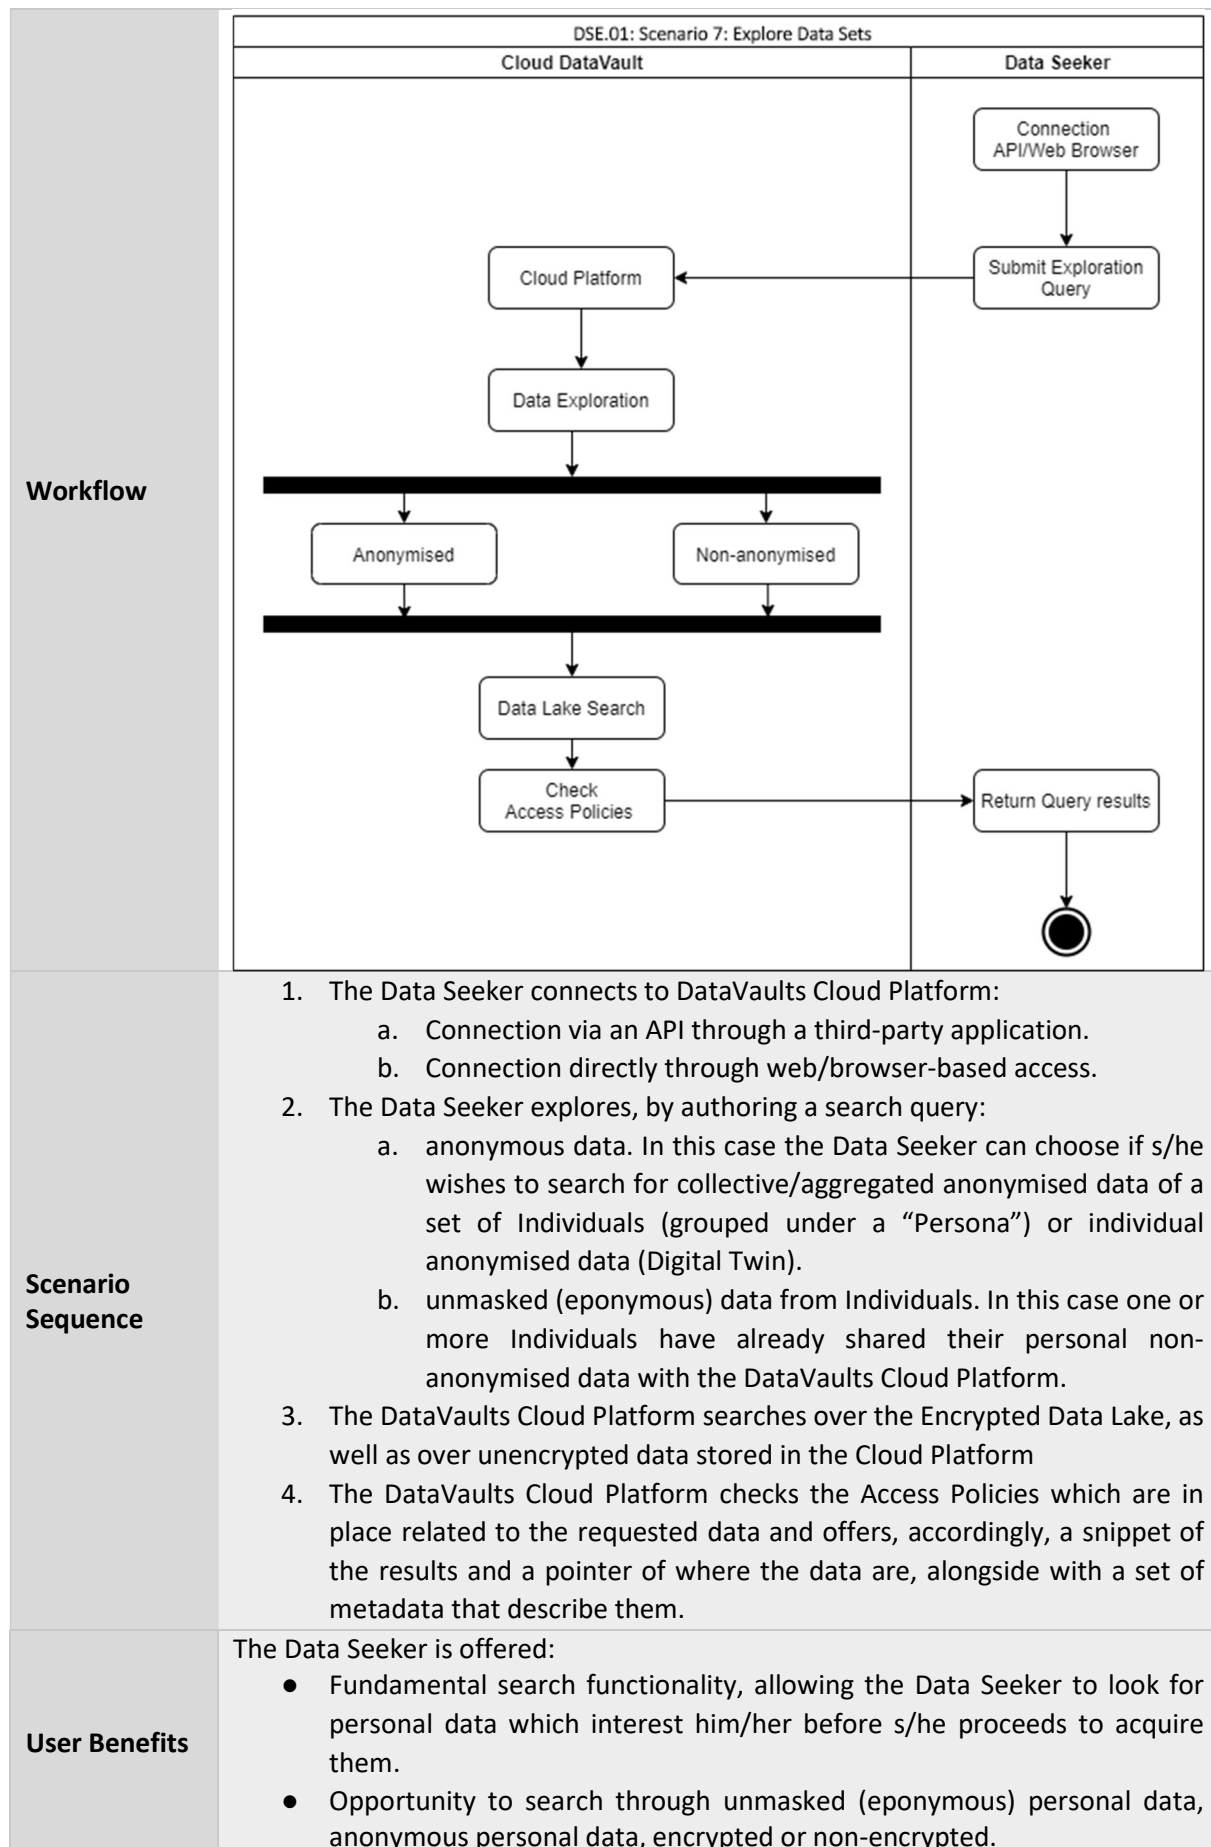 Workflow
DSE.01: Scenario 7: Explore Data Sets
Cloud DataVault
Data Seeker
Connection
API/Web Browser
Submit Exploration
Query
Cloud Platform
Data Exploration
Anonymised
Non-anonymised
Data Lake Search
Check
Access Policies
Return Query results
Scenario
Sequence
1. The Data Seeker connects to DataVaults Cloud Platform:
a. Connection via an API through a third-party application.
b. Connection directly through web/browser-based access.
2. The Data Seeker explores, by authoring a search query:
a. anonymous data. In this case the Data Seeker can choose if s/he
wishes to search for collective/aggregated anonymised data of a
set of Individuals (grouped under a “Persona”) or individual
anonymised data (Digital Twin).
b. unmasked (eponymous) data from Individuals. In this case one or
more Individuals have already shared their personal non-
anonymised data with the DataVaults Cloud Platform.
3. The DataVaults Cloud Platform searches over the Encrypted Data Lake, as
well as over unencrypted data stored in the Cloud Platform
4. The DataVaults Cloud Platform checks the Access Policies which are in
place related to the requested data and offers, accordingly, a snippet of
the results and a pointer of where the data are, alongside with a set of
metadata that describe them.
User Benefits
The Data Seeker is offered:
● Fundamental search functionality, allowing the Data Seeker to look for
personal data which interest him/her before s/he proceeds to acquire
them.
● Opportunity to search through unmasked (eponymous) personal data,
anonymous personal data, encrypted or non-encrypted.